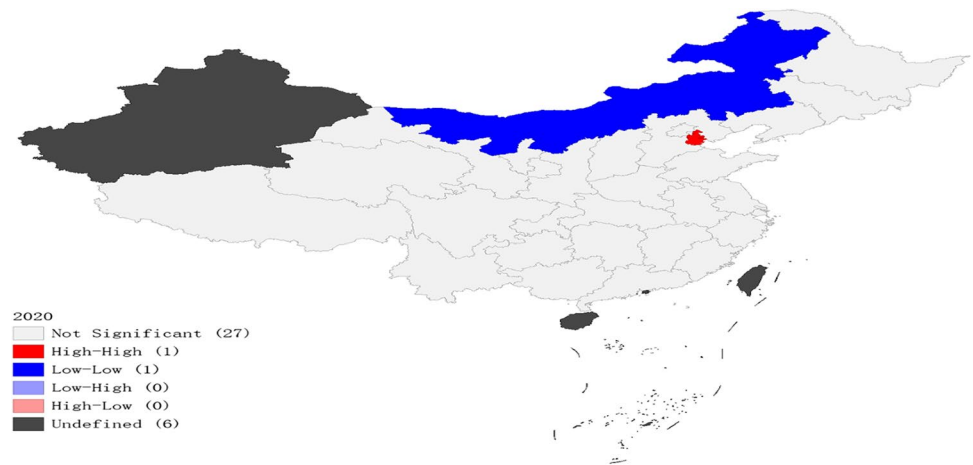 2020
Not Significant (27)
High-High (1)
Low-Low (1)
Low-High (0)
High-Low (0)
Undefined (6)